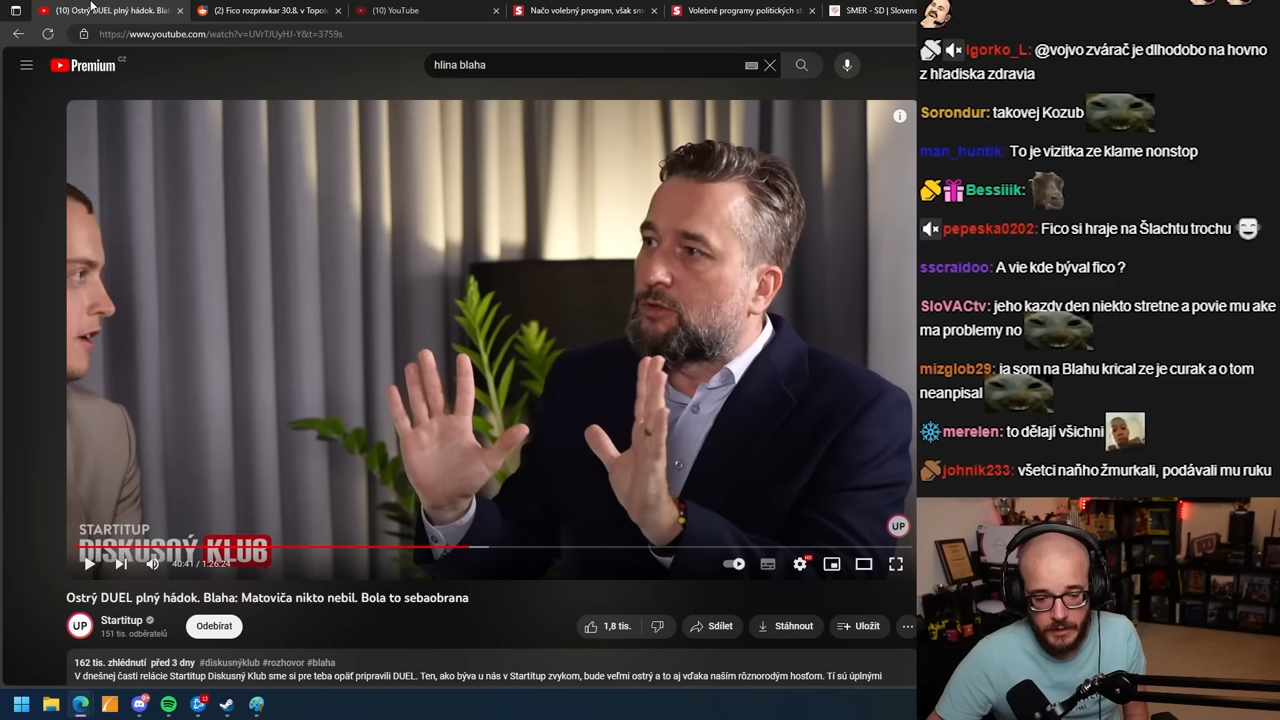 (10) Ostrý DUEL plný hádok. Bla
(2) Fico rozpravkar 30.8. v Topoľ
(10) YouTube
Načo volebný program, však sm
Volebné programy politických s
SMER - SD | Slovens
https://www.youtube.com/watch?v=UVrTJUyHJ-Y&t=3759s
Premium CZ
hlina blaha
STARTITUP
DISKUSNÝ KLUB
UP
40:41 / 1:26:24
HD
Ostrý DUEL plný hádok. Blaha: Matoviča nikto nebil. Bola to sebaobrana
UP
Startitup
151 tis. odběratelů
Odebírat
1,8 tis.
Sdílet
Stáhnout
Uložit
162 tis. zhlédnutí před 3 dny #diskusnýklub #rozhovor #blaha
V dnešnej časti relácie Startitup Diskusný Klub sme si pre teba opäť pripravili DUEL. Ten, ako býva u nás v Startitup zvykom, bude veľmi ostrý a to aj vďaka našim rôznorodým hosťom. Tí sú úplnými
Igorko_L: @vojvo zvárač je dlhodobo na hovno
z hľadiska zdravia
Sorondur: takovej Kozub
man_huntik: To je vizitka ze klame nonstop
Bessiiik:
pepeska0202: Fico si hraje na Šlachtu trochu
sscraidoo: A vie kde býval fico ?
SloVACtv: jeho kazdy den niekto stretne a povie mu ake
ma problemy no
mizglob29: ja som na Blahu krical ze je curak a o tom
neanpisal
merelen: to dělají všichni
johnik233: všetci naňho žmurkali, podávali mu ruku